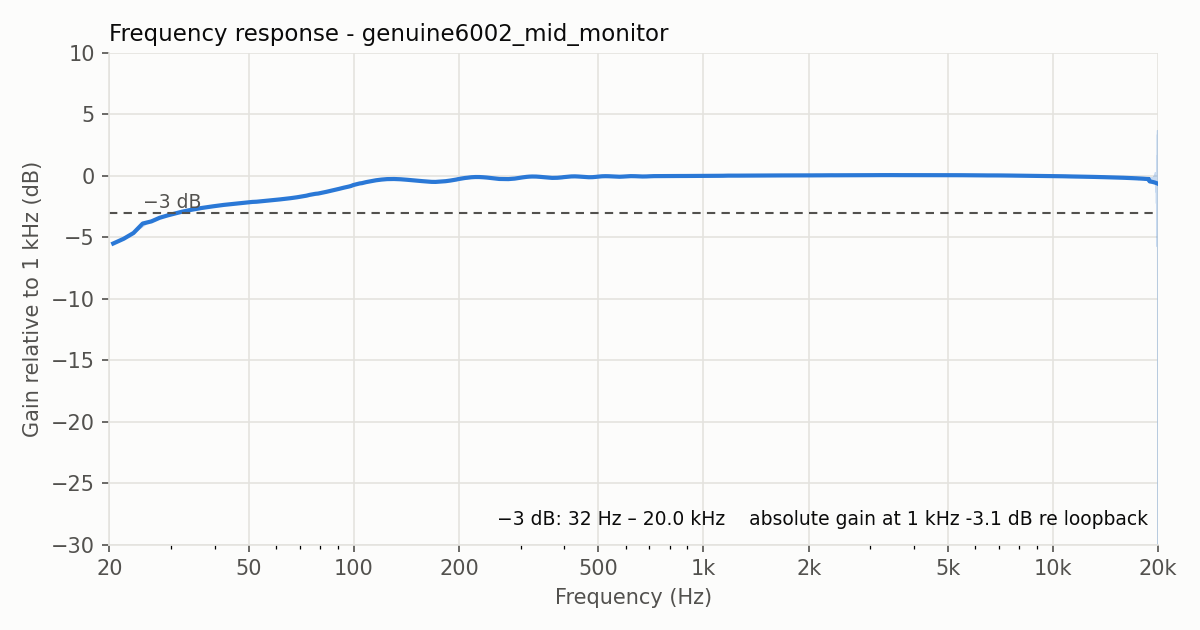 Frequency response - genuine6002_mid_monitor
Gain relative to 1 kHz (dB)
10
5
0
−5
−10
−15
−20
−25
−30
−3 dB
−3 dB: 32 Hz – 20.0 kHz    absolute gain at 1 kHz -3.1 dB re loopback
20 50 100 200 500 1k 2k 5k 10k 20k
Frequency (Hz)